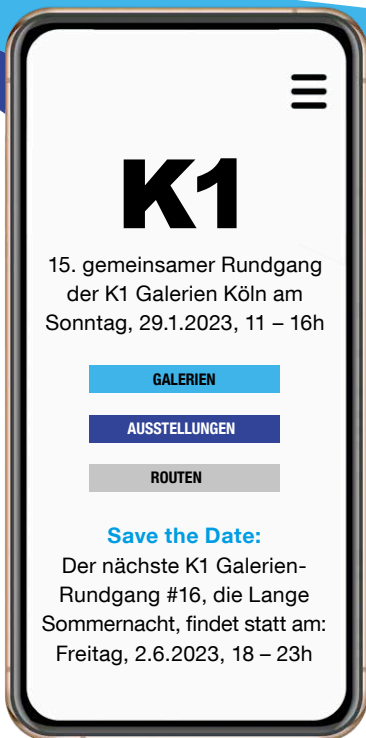 K1
15. gemeinsamer Rundgang
der K1 Galerien Köln am
Sonntag, 29.1.2023, 11 – 16h
GALERIEN
AUSSTELLUNGEN
ROUTEN
Save the Date:
Der nächste K1 Galerien-
Rundgang #16, die Lange
Sommernacht, findet statt am:
Freitag, 2.6.2023, 18 – 23h